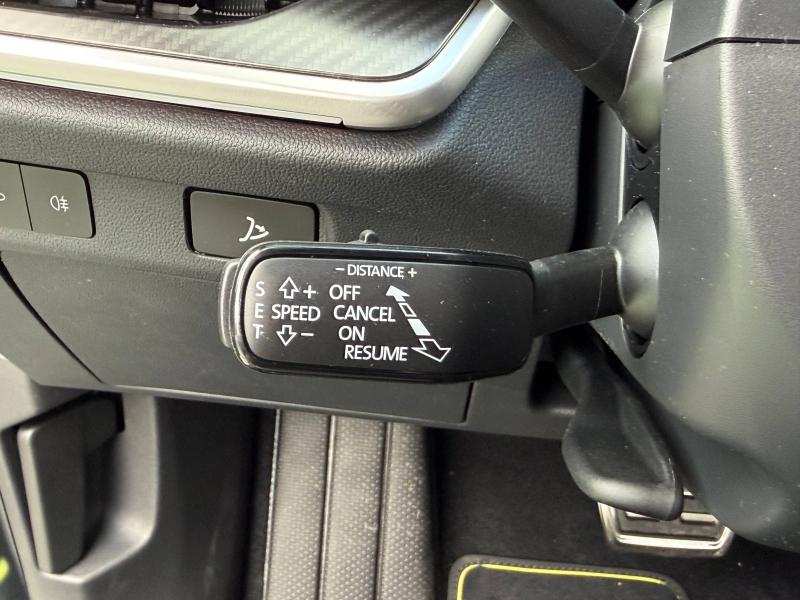 − DISTANCE +
S + OFF
E SPEED CANCEL
T − ON
RESUME